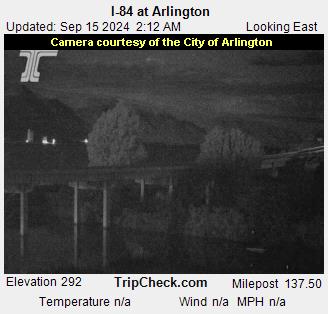 I-84 at Arlington
Updated: Sep 15 2024 2:12 AM Looking East
Camera courtesy of the City of Arlington
Elevation 292 TripCheck.com Milepost 137.50
Temperature n/a Wind n/a MPH n/a